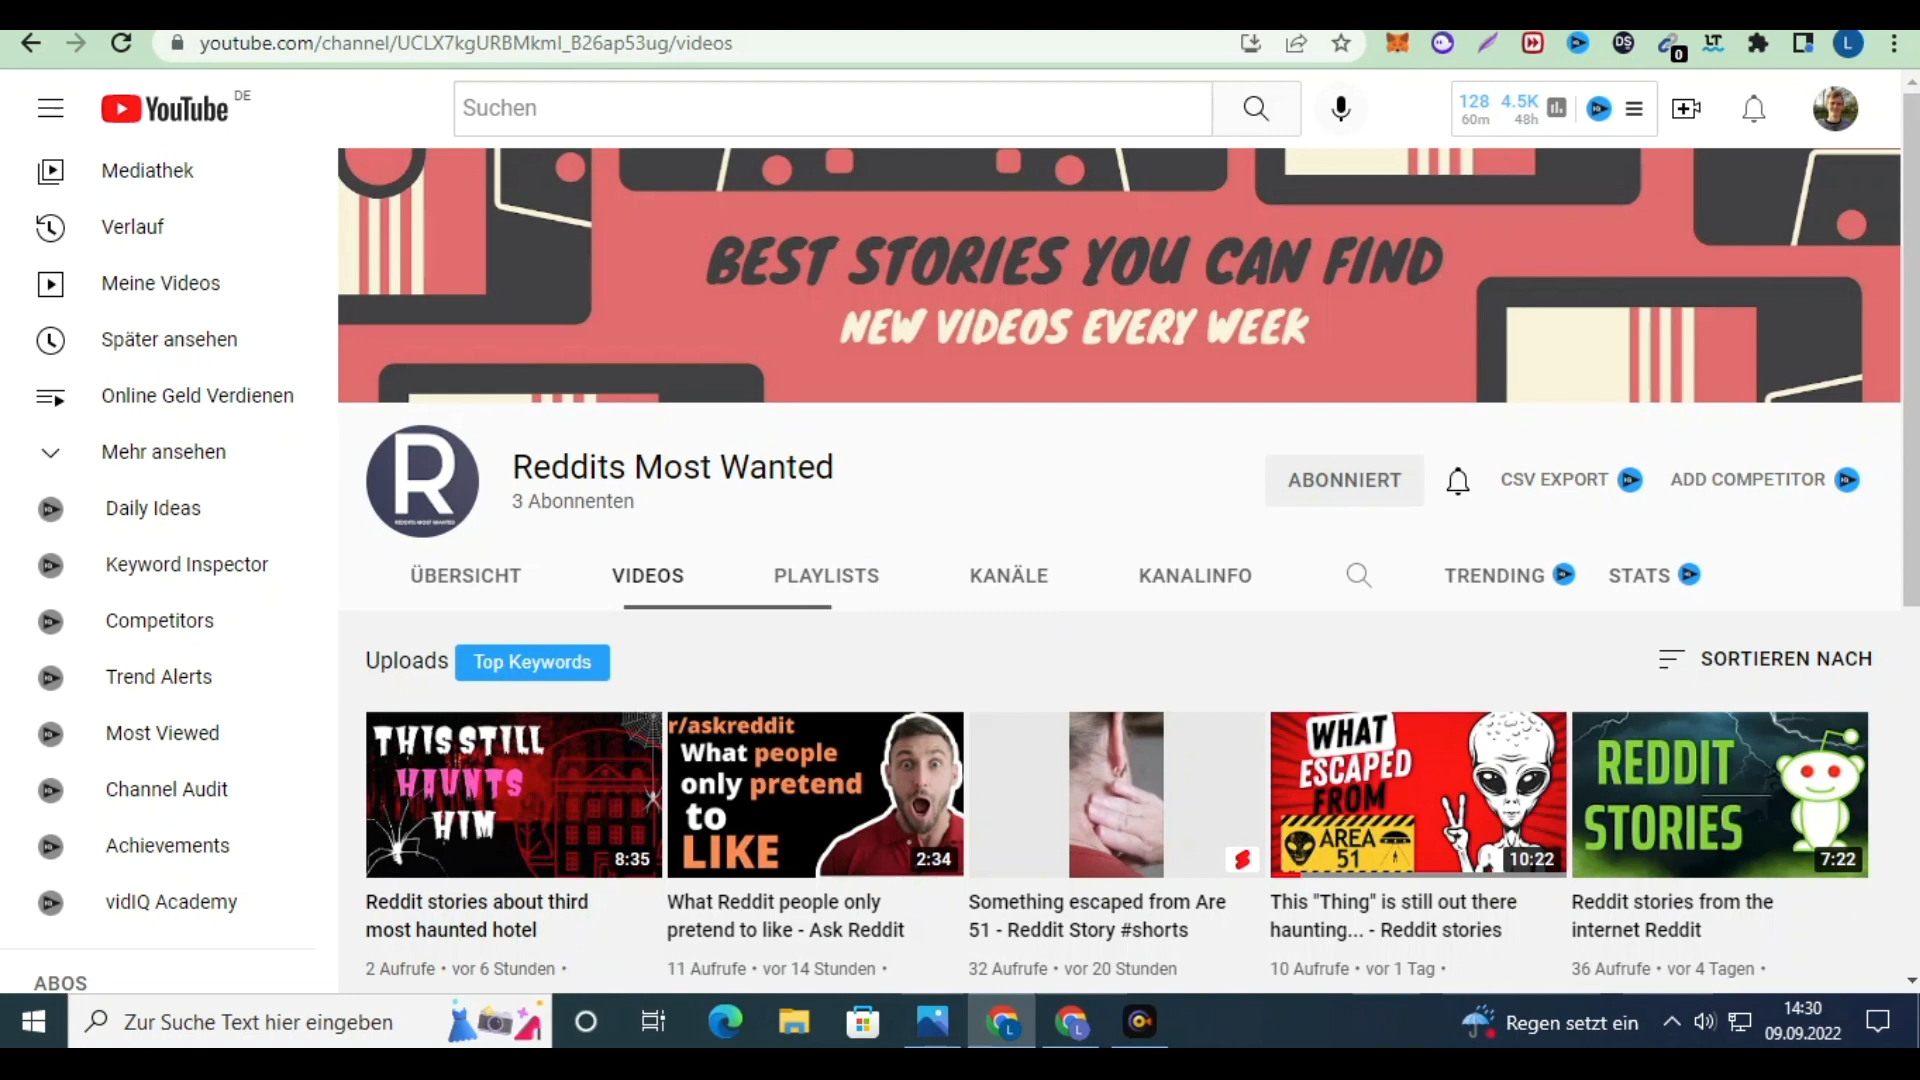 youtube.com/channel/UCLX7kgURBMkmI_B26ap53ug/videos
DS
0
LT
L
YouTube DE
Suchen
128 4.5K
60m 48h
Mediathek
Verlauf
Meine Videos
Später ansehen
Online Geld Verdienen
Mehr ansehen
Daily Ideas
Keyword Inspector
Competitors
Trend Alerts
Most Viewed
Channel Audit
Achievements
vidIQ Academy
ABOS
BEST STORIES YOU CAN FIND
NEW VIDEOS EVERY WEEK
R
REDDITS MOST WANTED
Reddits Most Wanted
3 Abonnenten
ABONNIERT
CSV EXPORT
ADD COMPETITOR
ÜBERSICHT
VIDEOS
PLAYLISTS
KANÄLE
KANALINFO
TRENDING
STATS
Uploads
Top Keywords
SORTIEREN NACH
THIS STILL
HAUNTS
HIM
8:35
Reddit stories about third
most haunted hotel
2 Aufrufe • vor 6 Stunden •
r/askreddit
What people
only pretend
to
LIKE
2:34
What Reddit people only
pretend to like - Ask Reddit
11 Aufrufe • vor 14 Stunden •
Something escaped from Are
51 - Reddit Story #shorts
32 Aufrufe • vor 20 Stunden
WHAT
ESCAPED
FROM
AREA
51
10:22
This "Thing" is still out there
haunting... - Reddit stories
10 Aufrufe • vor 1 Tag •
REDDIT
STORIES
7:22
Reddit stories from the
internet Reddit
36 Aufrufe • vor 4 Tagen •
Zur Suche Text hier eingeben
L
L
Regen setzt ein
14:30
09.09.2022